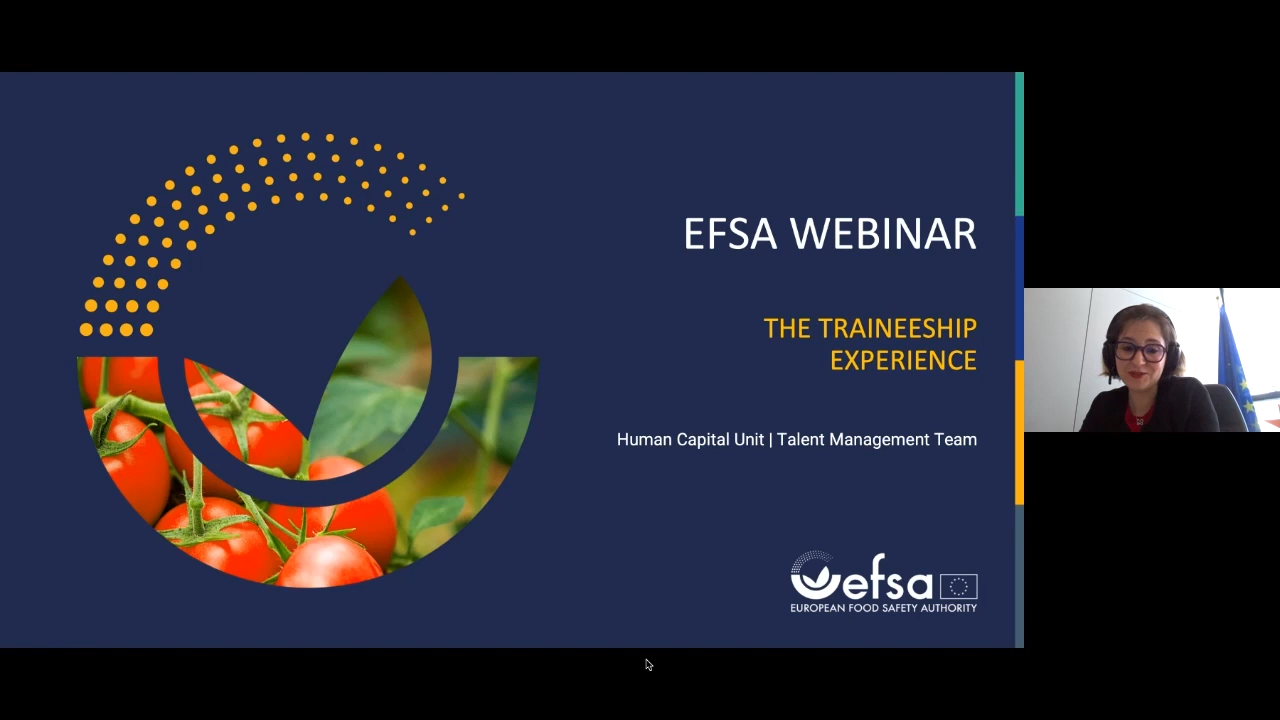 EFSA WEBINAR
THE TRAINEESHIP
EXPERIENCE
Human Capital Unit | Talent Management Team
efsa
EUROPEAN FOOD SAFETY AUTHORITY